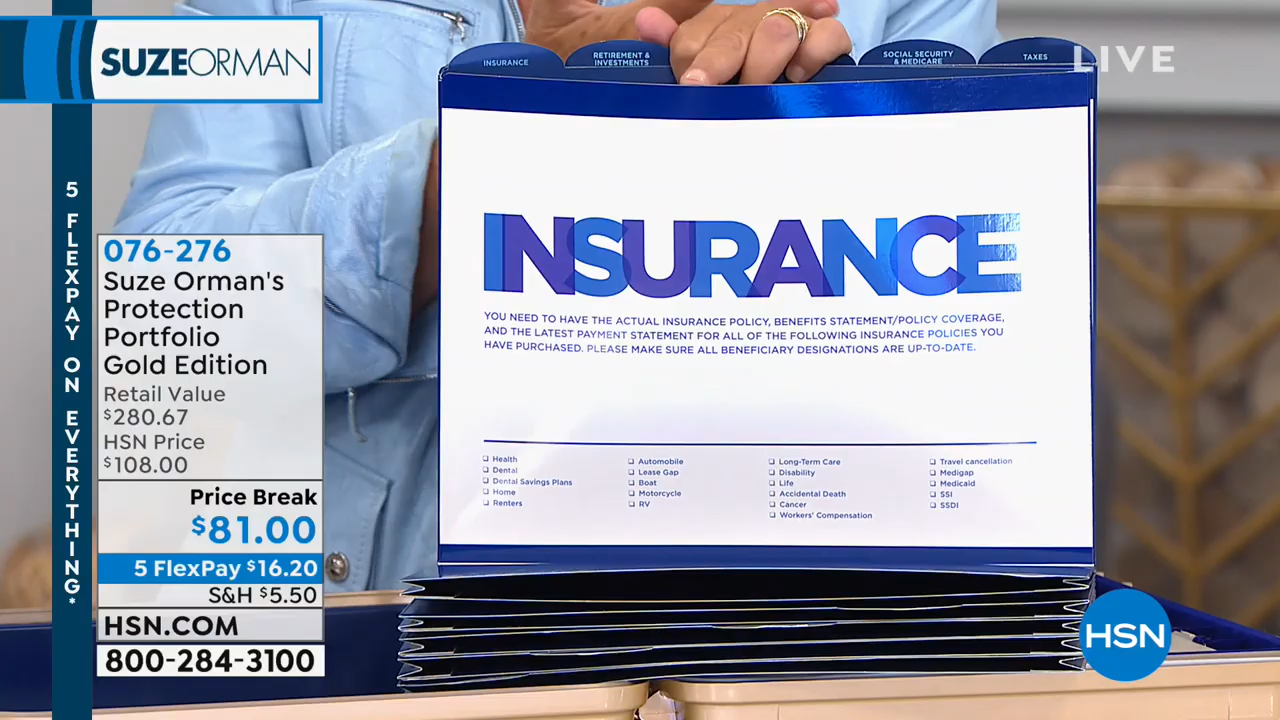 SUZEORMAN
5 FLEXPAY ON EVERYTHING*
076-276
Suze Orman's
Protection
Portfolio
Gold Edition
Retail Value
$280.67
HSN Price
$108.00
Price Break
$81.00
5 FlexPay $16.20
S&H $5.50
HSN.COM
800-284-3100
LIVE
INSURANCE
RETIREMENT &
INVESTMENTS
SOCIAL SECURITY
& MEDICARE
TAXES
INSURANCE
YOU NEED TO HAVE THE ACTUAL INSURANCE POLICY, BENEFITS STATEMENT/POLICY COVERAGE,
AND THE LATEST PAYMENT STATEMENT FOR ALL OF THE FOLLOWING INSURANCE POLICIES YOU
HAVE PURCHASED. PLEASE MAKE SURE ALL BENEFICIARY DESIGNATIONS ARE UP-TO-DATE.
Health
Dental
Dental Savings Plans
Home
Renters
Automobile
Lease Gap
Boat
Motorcycle
RV
Long-Term Care
Disability
Life
Accidental Death
Cancer
Workers' Compensation
Travel cancellation
Medigap
Medicaid
SSI
SSDI
HSN